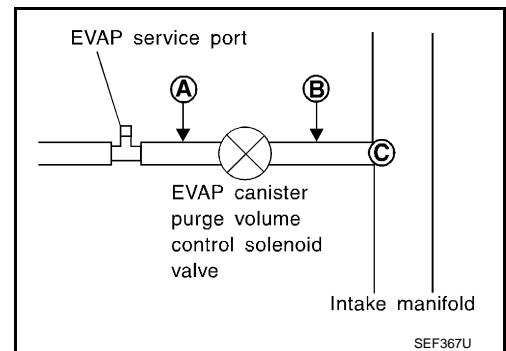 EVAP service port
A
B
C
EVAP canister
purge volume
control solenoid
valve
Intake manifold
SEF367U